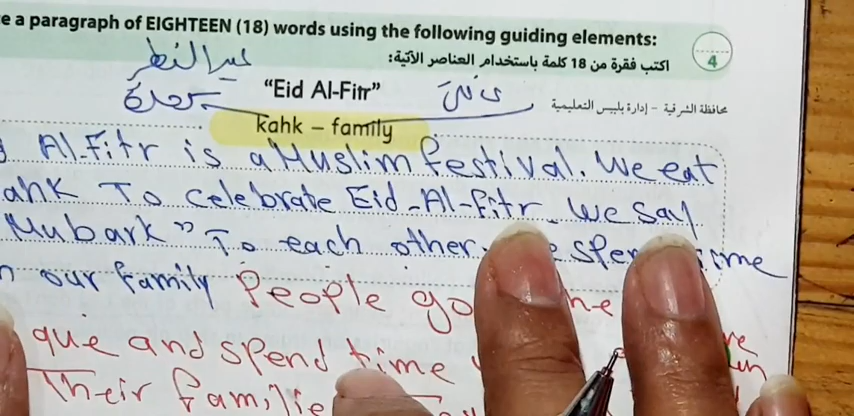 e a paragraph of EIGHTEEN (18) words using the following guiding elements:
اكتب فقرة من 18 كلمة باستخدام العناصر الآتية:
4
عيد الفطر
"Eid Al-Fitr"
محافظة الشرقية - إدارة بلبيس التعليمية
kahk – family
Al-Fitr is a Muslim festival. We eat
ahk To celebrate Eid-Al-fitr. We say
Mubark" To each other.
time
our family People go
que and spend time
Their